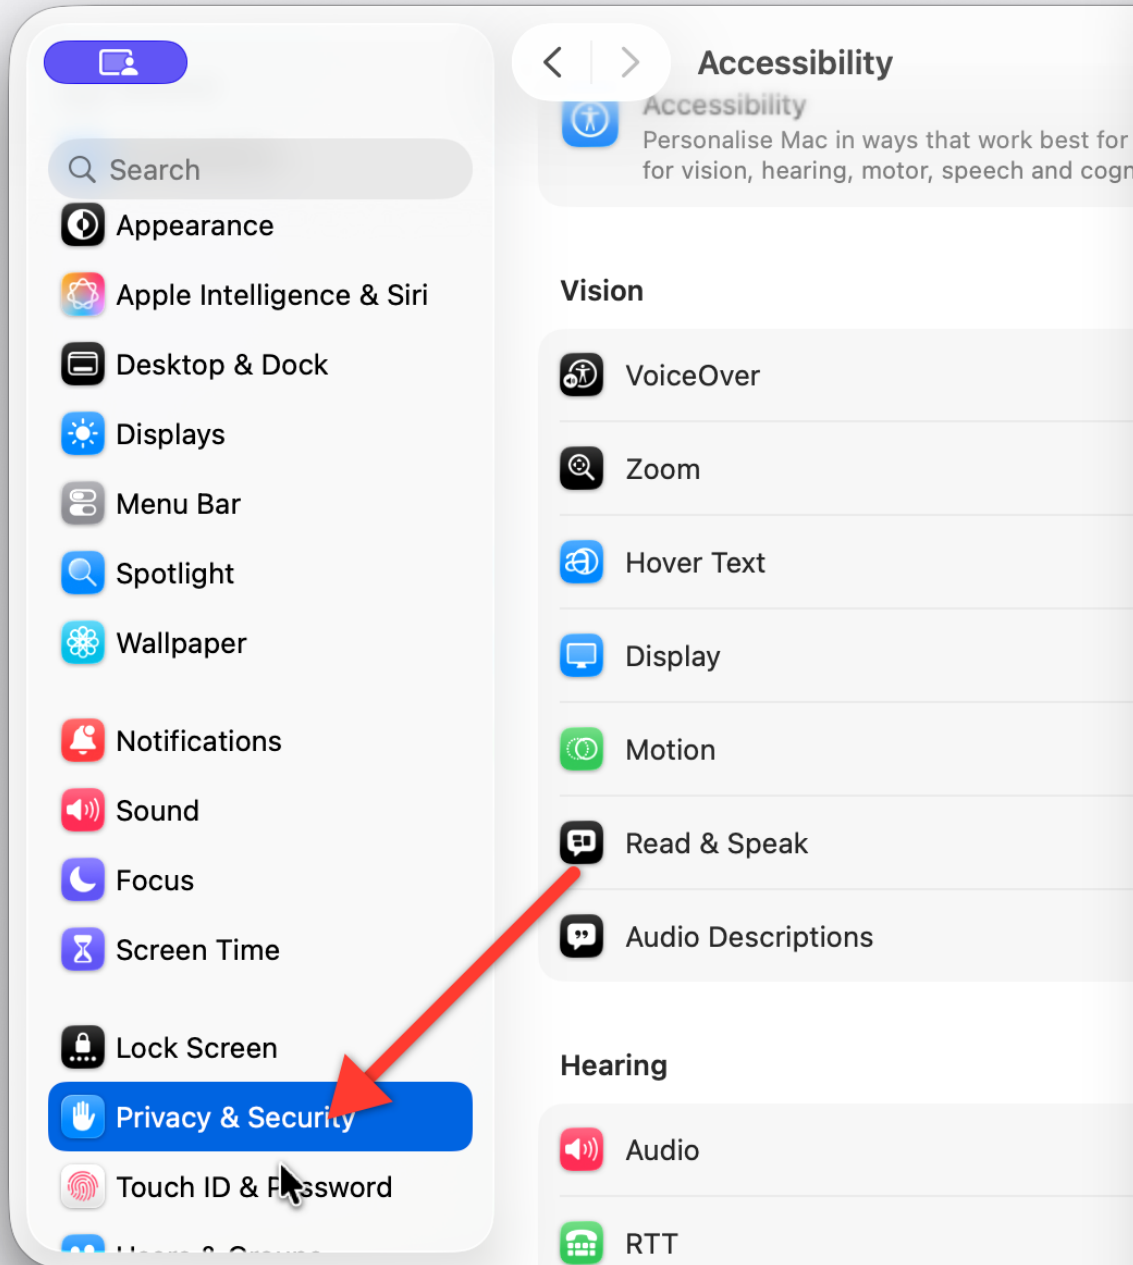 Search
Appearance
Apple Intelligence & Siri
Desktop & Dock
Displays
Menu Bar
Spotlight
Wallpaper
Notifications
Sound
Focus
Screen Time
Lock Screen
Privacy & Security
Touch ID & Password
Accessibility
Accessibility
Personalise Mac in ways that work best for
for vision, hearing, motor, speech and cogn
Vision
VoiceOver
Zoom
Hover Text
Display
Motion
Read & Speak
Audio Descriptions
Hearing
Audio
RTT